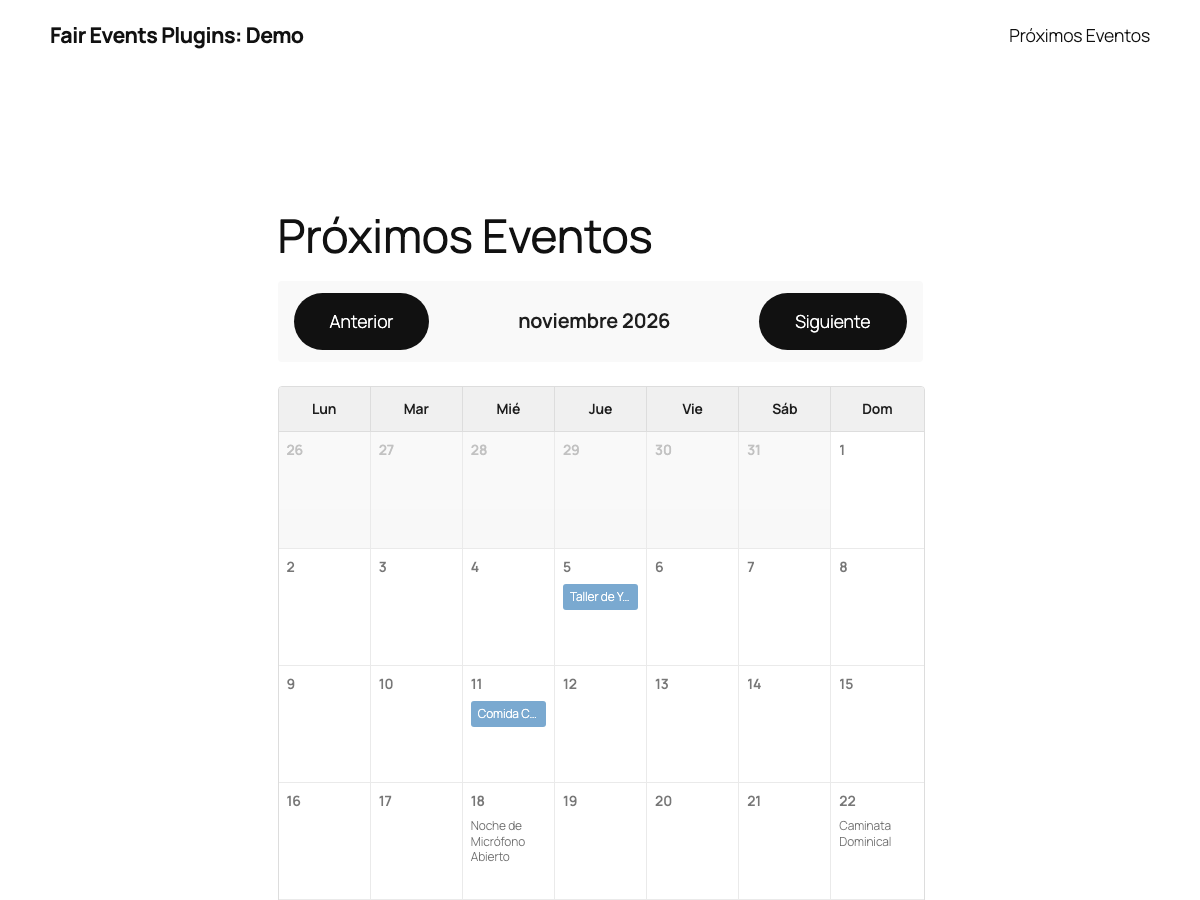 Fair Events Plugins: Demo
Próximos Eventos
Próximos Eventos
Anterior
noviembre 2026
Siguiente
Lun Mar Mié Jue Vie Sáb Dom
26 27 28 29 30 31 1
2 3 4 5 6 7 8
Taller de Y...
9 10 11 12 13 14 15
Comida C...
16 17 18 19 20 21 22
Noche de
Micrófono
Abierto
Caminata
Dominical